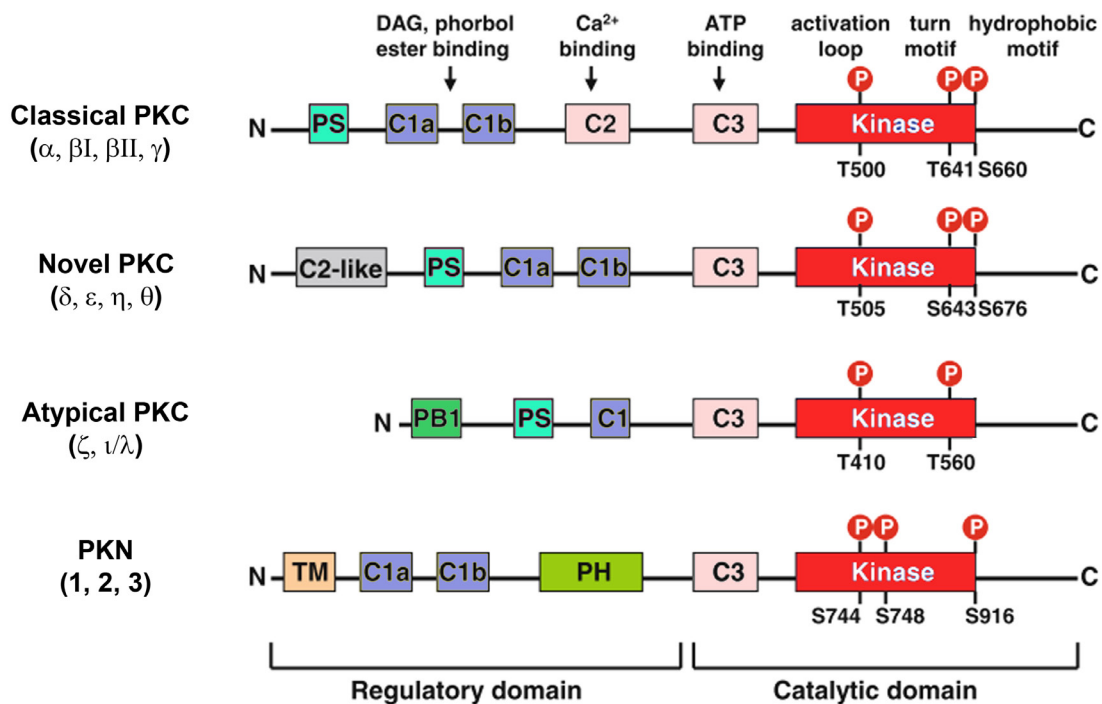 DAG, phorbol
ester binding
Ca²⁺
binding
ATP
binding
activation
loop
turn
motif
hydrophobic
motif
Classical PKC
(α, βI, βII, γ)
N PS C1a C1b C2 C3 Kinase C
P P P
T500 T641 S660
Novel PKC
(δ, ε, η, θ)
N C2-like PS C1a C1b C3 Kinase C
P P P
T505 S643 S676
Atypical PKC
(ζ, ι/λ)
N PB1 PS C1 C3 Kinase C
P P
T410 T560
PKN
(1, 2, 3)
N TM C1a C1b PH C3 Kinase C
P P P
S744 S748 S916
Regulatory domain
Catalytic domain